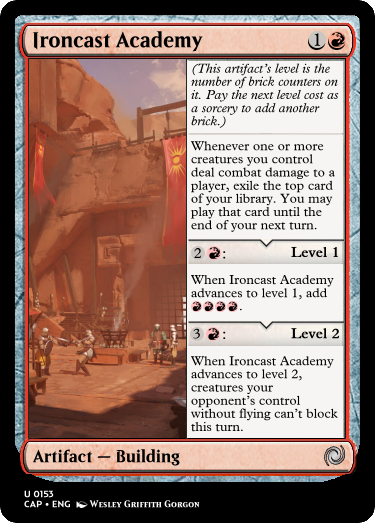 Ironcast Academy 1
(This artifact's level is the
number of brick counters on
it. Pay the next level cost as
a sorcery to add another
brick.)
Whenever one or more
creatures you control
deal combat damage to a
player, exile the top card
of your library. You may
play that card until the
end of your next turn.
2 : Level 1
When Ironcast Academy
advances to level 1, add
.
3 : Level 2
When Ironcast Academy
advances to level 2,
creatures your
opponent's control
without flying can't block
this turn.
Artifact — Building
U 0153
CAP • ENG Wesley Griffith Gorgon